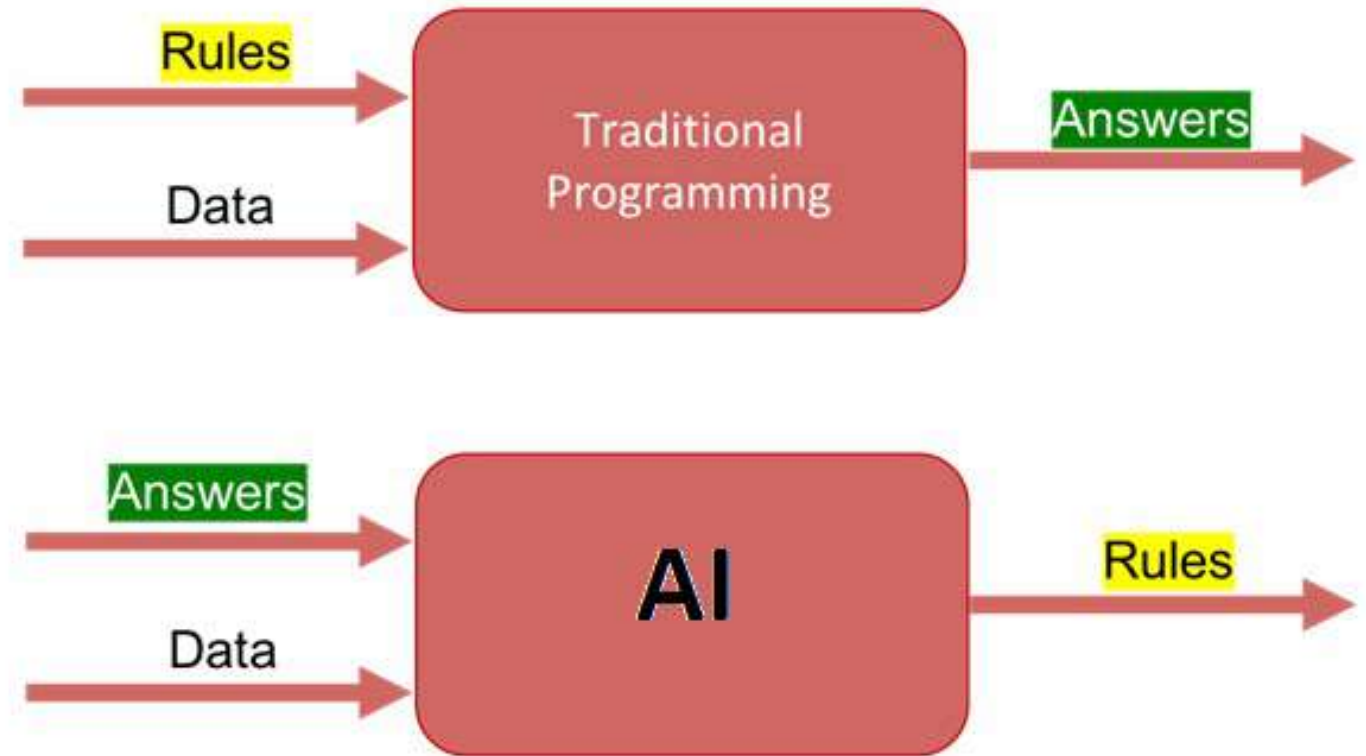 Rules
Data
Traditional
Programming
Answers
Answers
Data
AI
Rules